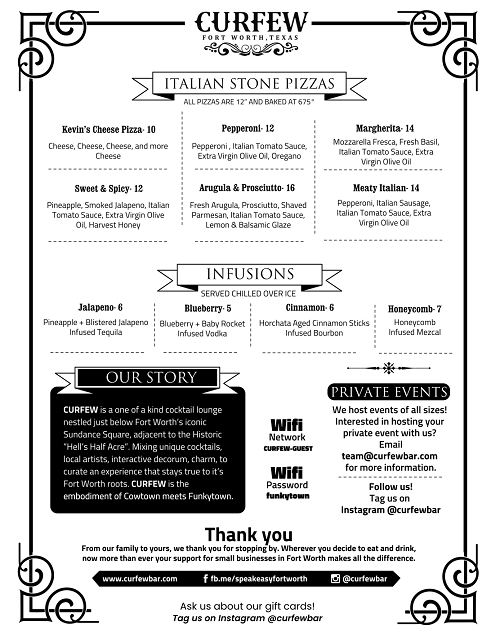 CURFEW
FORT WORTH, TEXAS
ITALIAN STONE PIZZAS
ALL PIZZAS ARE 12" AND BAKED AT 675°
Kevin's Cheese Pizza- 10
Cheese, Cheese, Cheese, and more
Cheese
Pepperoni- 12
Pepperoni , Italian Tomato Sauce,
Extra Virgin Olive Oil, Oregano
Margherita- 14
Mozzarella Fresca, Fresh Basil,
Italian Tomato Sauce, Extra
Virgin Olive Oil
Sweet & Spicy- 12
Pineapple, Smoked Jalapeno, Italian
Tomato Sauce, Extra Virgin Olive
Oil, Harvest Honey
Arugula & Prosciutto- 16
Fresh Arugula, Prosciutto, Shaved
Parmesan, Italian Tomato Sauce,
Lemon & Balsamic Glaze
Meaty Italian- 14
Pepperoni, Italian Sausage,
Italian Tomato Sauce, Extra
Virgin Olive Oil
INFUSIONS
SERVED CHILLED OVER ICE
Jalapeno- 6
Pineapple + Blistered Jalapeno
Infused Tequila
Blueberry- 5
Blueberry + Baby Rocket
Infused Vodka
Cinnamon- 6
Horchata Aged Cinnamon Sticks
Infused Bourbon
Honeycomb- 7
Honeycomb
Infused Mezcal
OUR STORY
CURFEW is a one of a kind cocktail lounge
nestled just below Fort Worth's iconic
Sundance Square, adjacent to the Historic
"Hell's Half Acre". Mixing unique cocktails,
local artists, interactive decorum, charm, to
curate an experience that stays true to it's
Fort Worth roots. CURFEW is the
embodiment of Cowtown meets Funkytown.
Wifi
Network
CURFEW-GUEST
Wifi
Password
funkytown
PRIVATE EVENTS
We host events of all sizes!
Interested in hosting your
private event with us?
Email
team@curfewbar.com
for more information.
Follow us!
Tag us on
Instagram @curfewbar
Thank you
From our family to yours, we thank you for stopping by. Wherever you decide to eat and drink,
now more than ever your support for small businesses in Fort Worth makes all the difference.
www.curfewbar.com
fb.me/speakeasyfortworth
@curfewbar
Ask us about our gift cards!
Tag us on Instagram @curfewbar